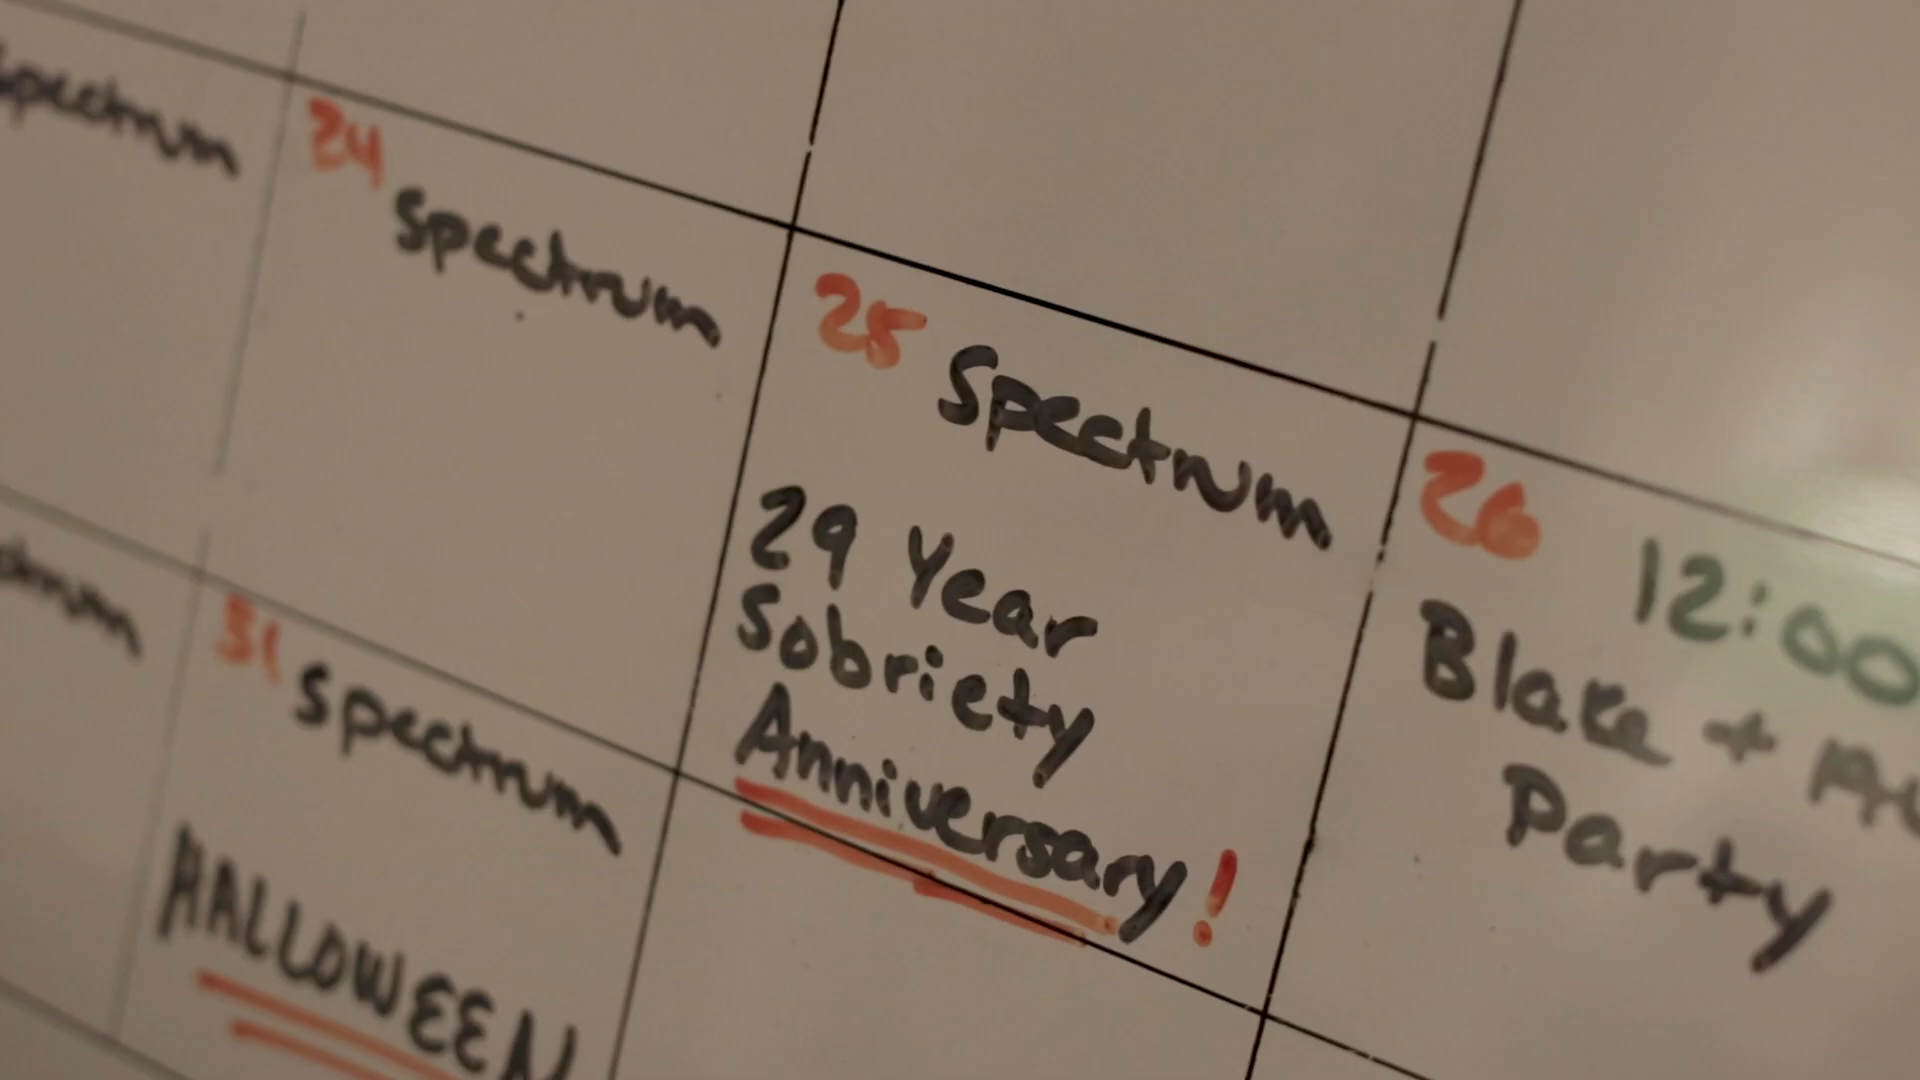 spectrum
24
spectrum
25 Spectrum
29 Year
Sobriety
Anniversary!
26 12:00
Blake +
Party
31 spectrum
HALLOWEEN